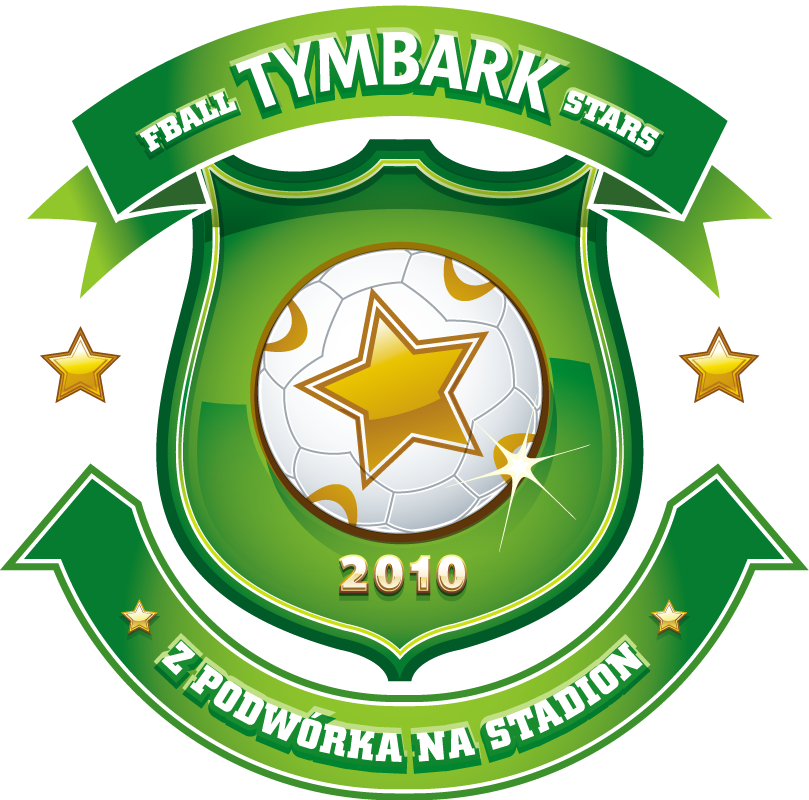 FBALL TYMBARK STARS
2010
Z PODWÓRKA NA STADION